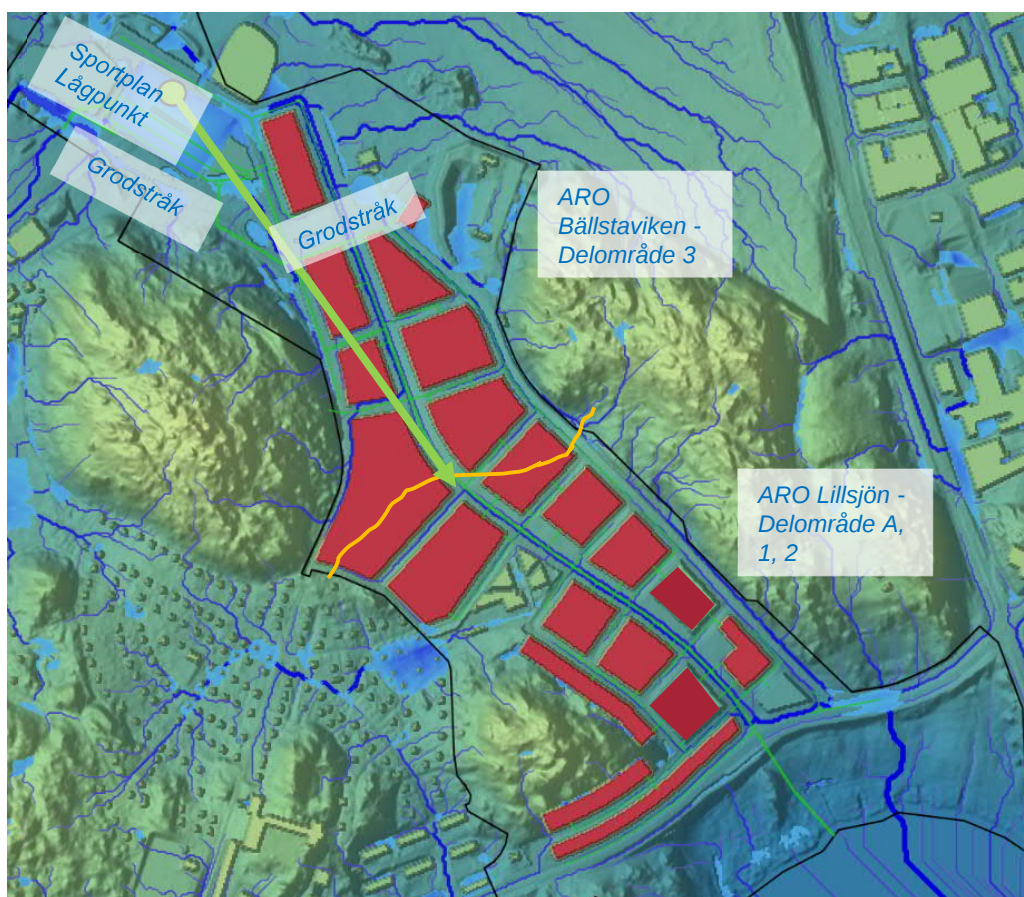 Sportplan
Lågpunkt
Grodstråk
Grodstråk
ARO
Bällstaviken -
Delområde 3
ARO Lillsjön -
Delområde A,
1, 2